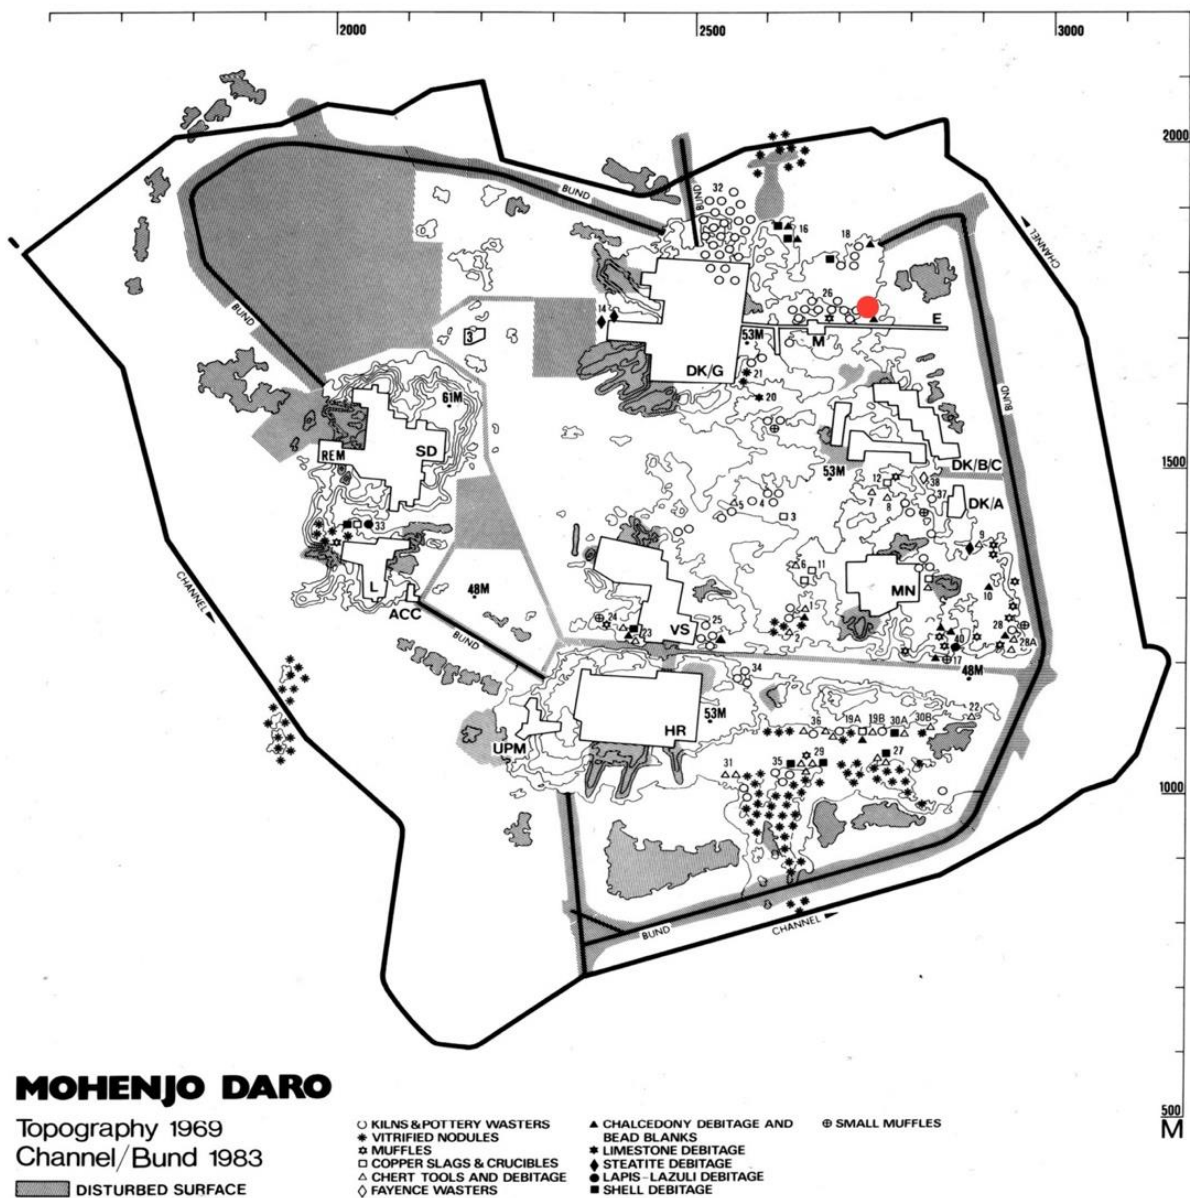 2000
2500
3000
2000
BUND
32
BUND
16
18
CHANNEL
26
14
E
BUND
3
53M
M
21
DK/G
20
61M
REM
SD
DK/B/C
53M
12
38
1500
7
8
37
5
4
DK/A
3
33
9
6
11
CHANNEL
L
48M
MN
10
ACC
1
24
23
VS
25
28
BUND
40
28A
17
48M
34
53M
HR
UPM
36
19A
19B
30A
30B
22
31
35
29
27
1000
BUND
CHANNEL
BUND
MOHENJO DARO
Topography 1969
Channel/Bund 1983
DISTURBED SURFACE
KILNS & POTTERY WASTERS
VITRIFIED NODULES
MUFFLES
COPPER SLAGS & CRUCIBLES
CHERT TOOLS AND DEBITAGE
FAYENCE WASTERS
CHALCEDONY DEBITAGE AND
BEAD BLANKS
LIMESTONE DEBITAGE
STEATITE DEBITAGE
LAPIS-LAZULI DEBITAGE
SHELL DEBITAGE
SMALL MUFFLES
500
M